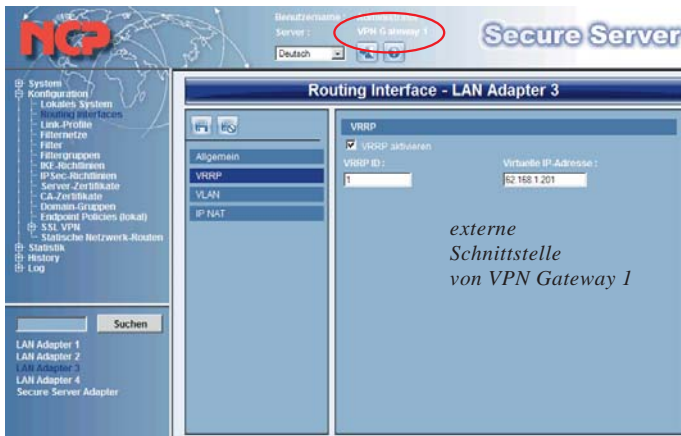 NCP
Benutzername : Administrator
Server : VPN Gateway 1
Deutsch
Secure Server
System
Konfiguration
Lokales System
Routing Interfaces
Link-Profile
Filternetze
Filter
Filtergruppen
IKE-Richtlinien
IPSec-Richtlinien
Server-Zertifikate
CA-Zertifikate
Domain-Gruppen
Endpoint Policies (lokal)
SSL VPN
Statische Netzwerk-Routen
Statistik
History
Log
Suchen
LAN Adapter 1
LAN Adapter 2
LAN Adapter 3
LAN Adapter 4
Secure Server Adapter
Routing Interface - LAN Adapter 3
Allgemein
VRRP
VLAN
IP NAT
VRRP
VRRP aktivieren
VRRP ID :
Virtuelle IP-Adresse :
1
62.168.1.201
externe
Schnittstelle
von VPN Gateway 1